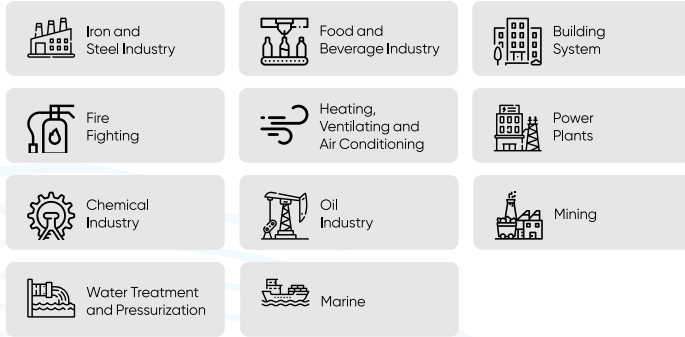 Iron and
Steel Industry
Food and
Beverage Industry
Building
System
Fire
Fighting
Heating,
Ventilating and
Air Conditioning
Power
Plants
Chemical
Industry
Oil
Industry
Mining
Water Treatment
and Pressurization
Marine